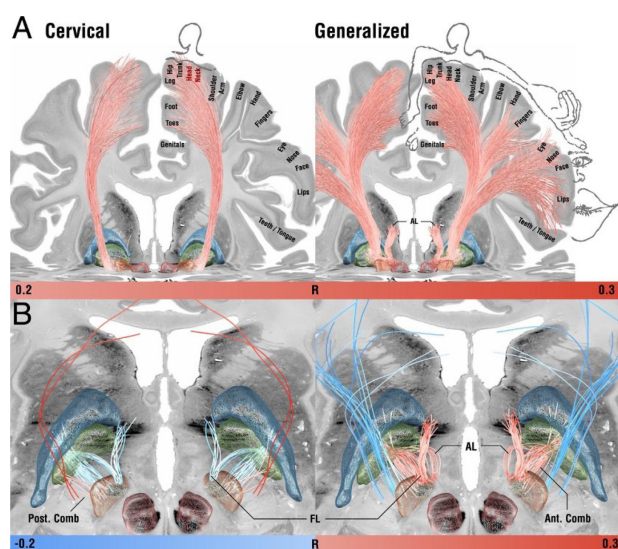 A Cervical
Generalized
Hip
Trunk
Head
Neck
Leg
Shoulder
Arm
Foot
Toes
Genitals
Elbow
Hand
Fingers
Eye
Nose
Face
Lips
Teeth / Tongue
Hip
Trunk
Head
Neck
Leg
Shoulder
Arm
Foot
Toes
Genitals
Elbow
Hand
Fingers
Eye
Nose
Face
Lips
Teeth / Tongue
AL
0.2 R 0.3
B
AL
Post. Comb
FL
Ant. Comb
-0.2 R 0.3